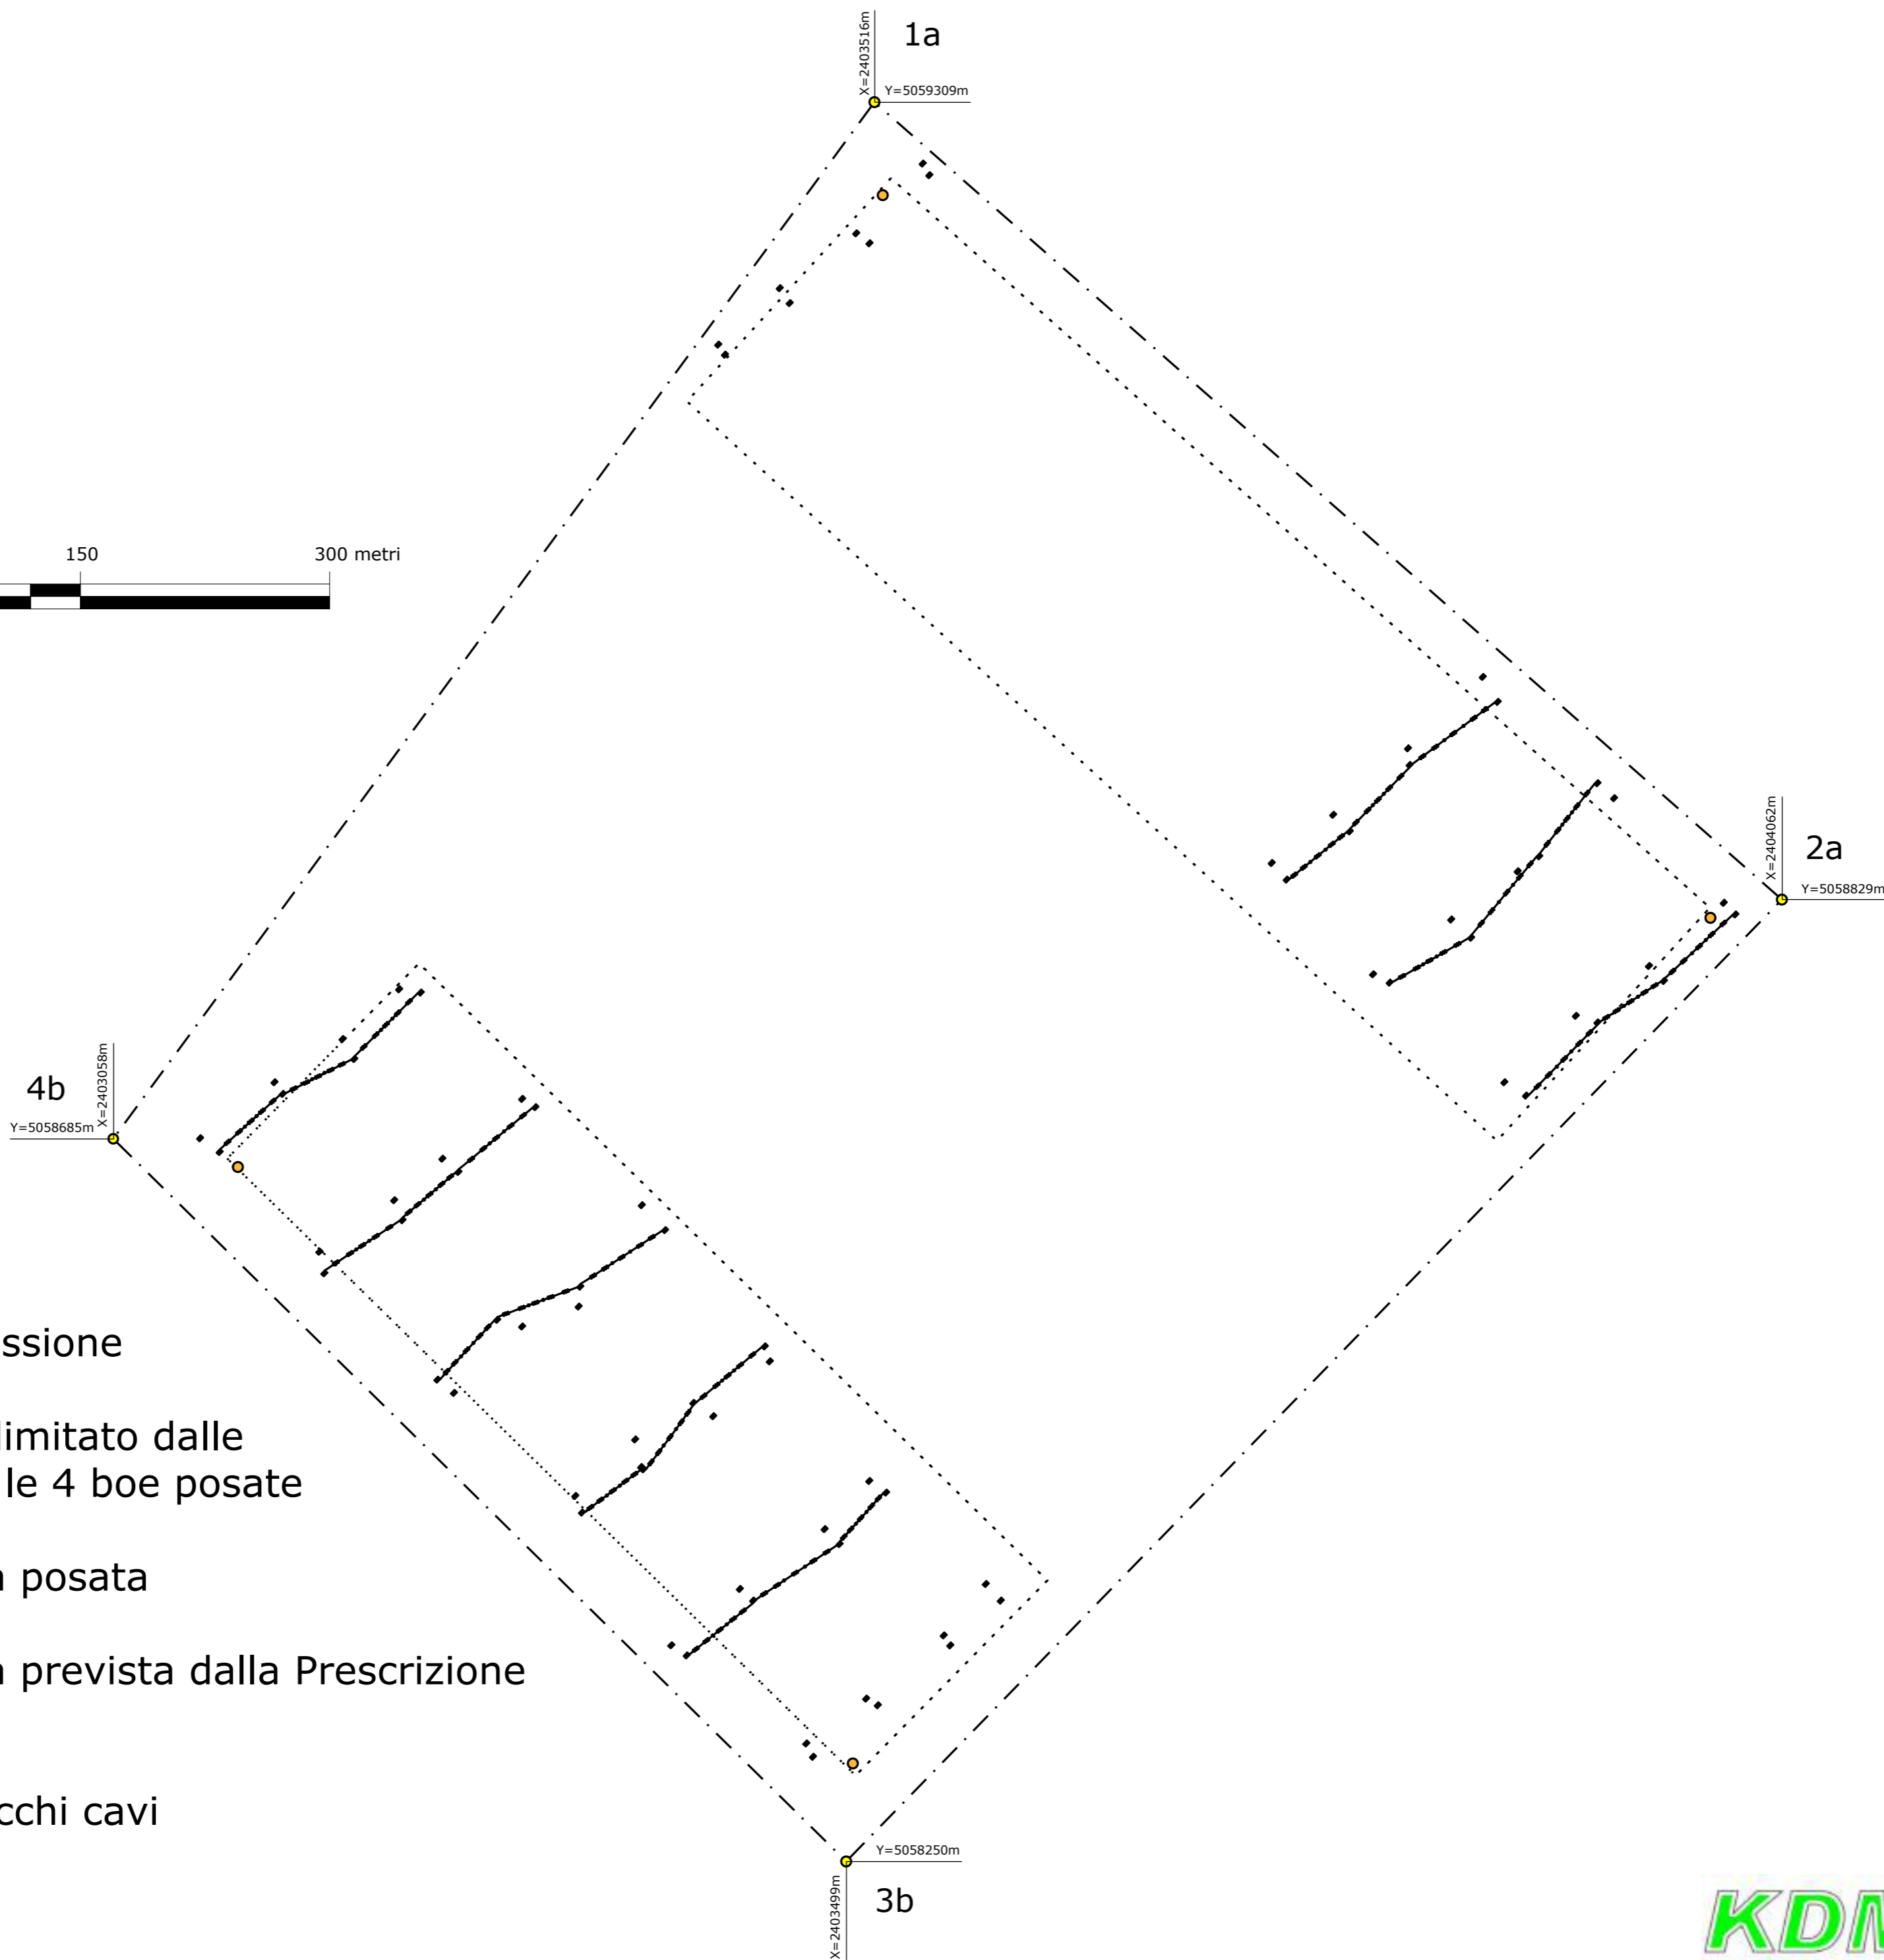 1a
X=2403516m
Y=5059309m
150
300 metri
X=2404062m
2a
Y=5058829m
X=2403058m
4b
Y=5058685m
ssione
limitato dalle
le 4 boe posate
posata
prevista dalla Prescrizione
cchi cavi
Y=5058250m
X=2403499m
3b
KDM